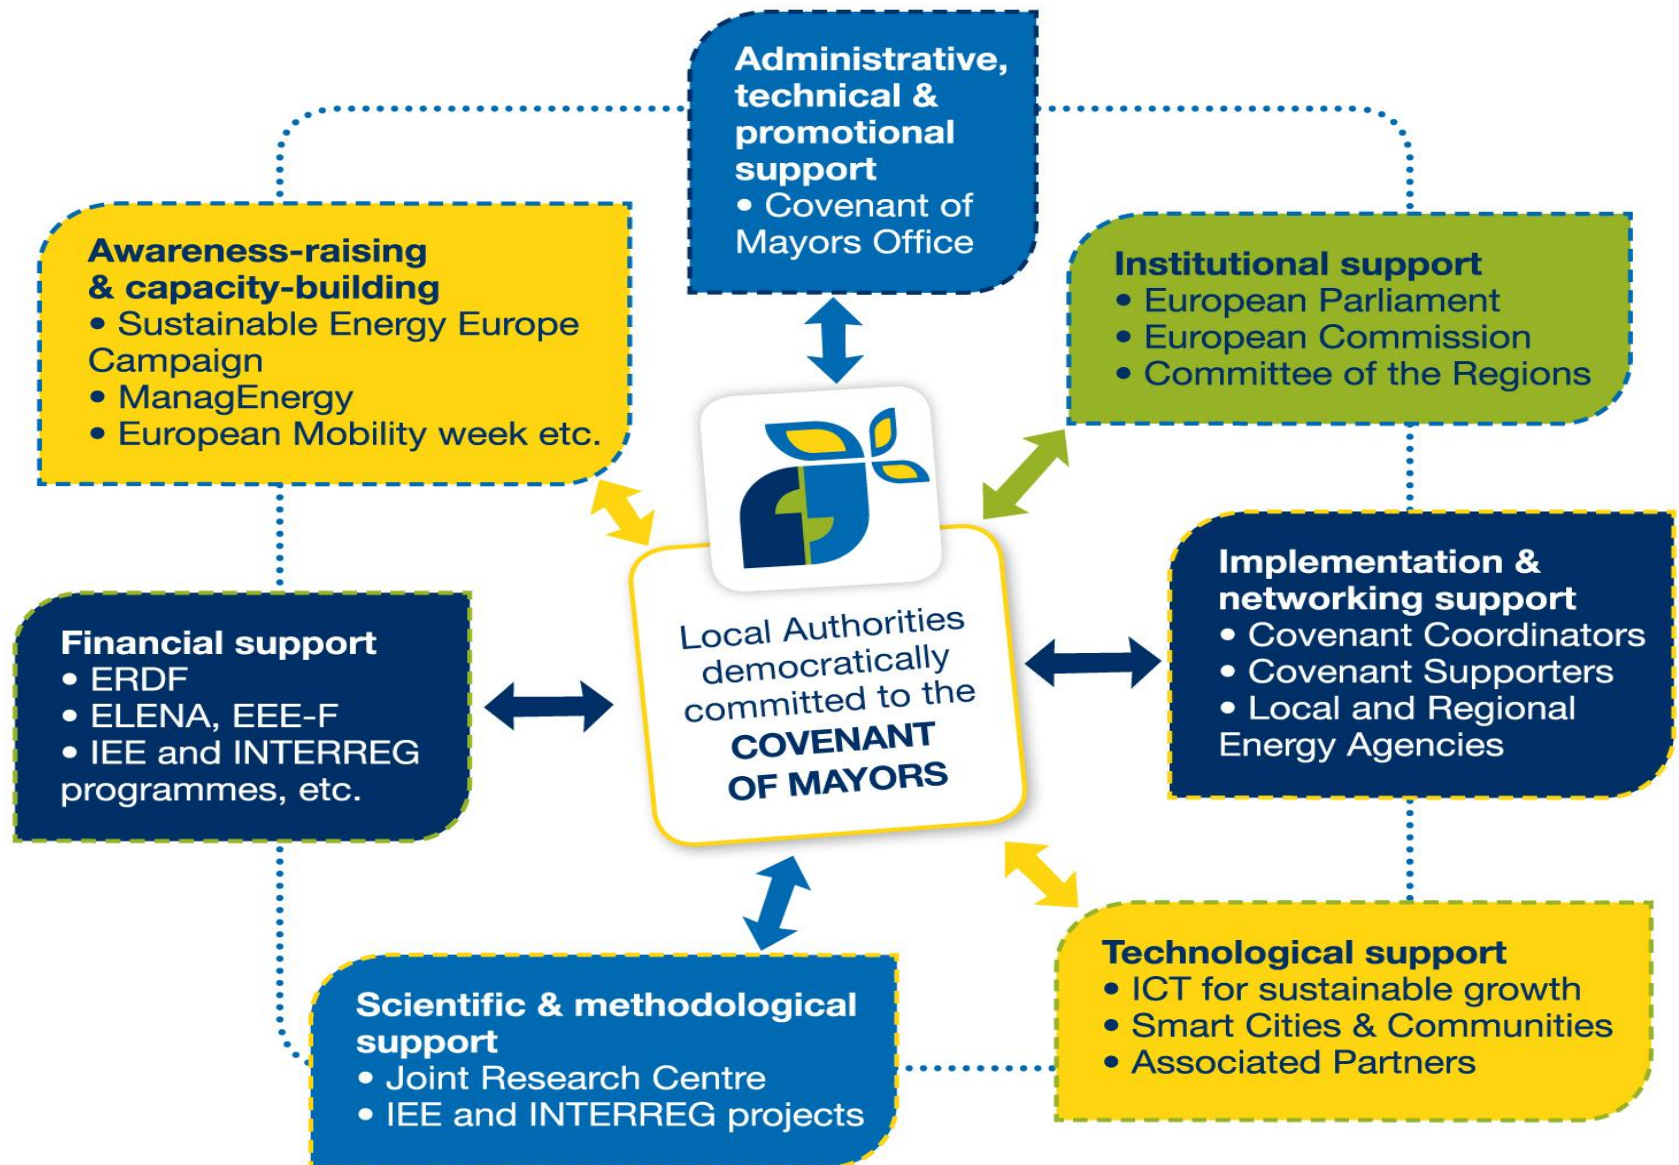 Administrative,
technical &
promotional
support
• Covenant of
Mayors Office
Awareness-raising
& capacity-building
• Sustainable Energy Europe
Campaign
• ManagEnergy
• European Mobility week etc.
Institutional support
• European Parliament
• European Commission
• Committee of the Regions
Financial support
• ERDF
• ELENA, EEE-F
• IEE and INTERREG
programmes, etc.
Local Authorities
democratically
committed to the
COVENANT
OF MAYORS
Implementation &
networking support
• Covenant Coordinators
• Covenant Supporters
• Local and Regional
Energy Agencies
Scientific & methodological
support
• Joint Research Centre
• IEE and INTERREG projects
Technological support
• ICT for sustainable growth
• Smart Cities & Communities
• Associated Partners